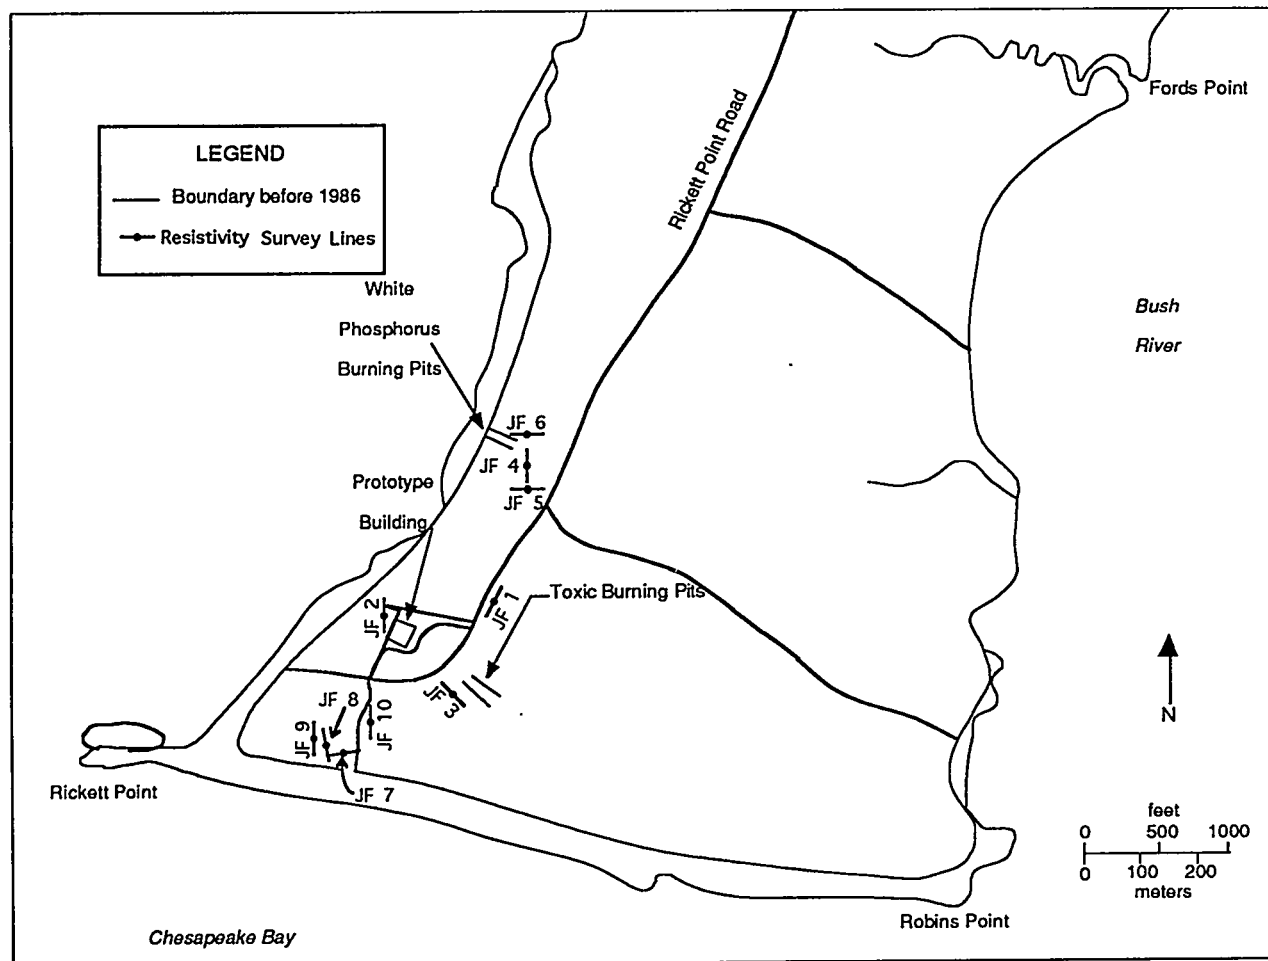 Fords Point
Rickett Point Road
LEGEND
Boundary before 1986
Resistivity Survey Lines
White
Phosphorus
Burning Pits
Bush
River
JF 6
JF 4
JF 5
Prototype
Building
JF 2
JF 1
Toxic Burning Pits
JF 3
JF 8
JF 9
JF 10
JF 7
N
Rickett Point
feet
0 500 1000
0 100 200
meters
Robins Point
Chesapeake Bay